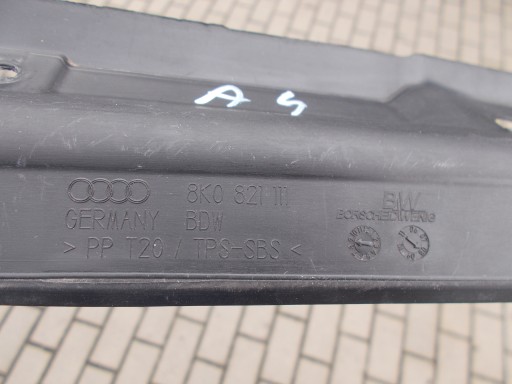 A4
8K0 821 111
GERMANY BDW
> PP T20 / TPS-SBS <
BMW